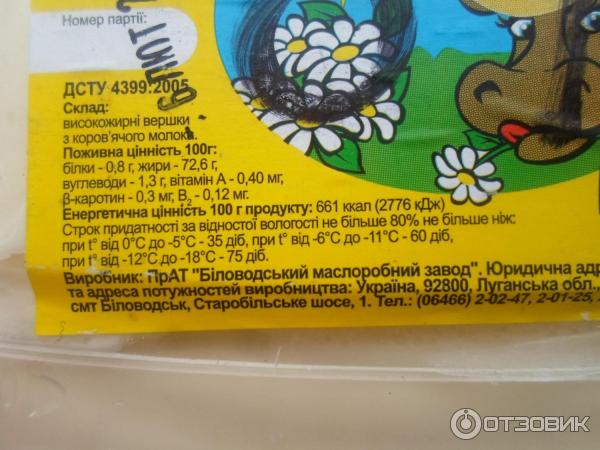 Номер партії:
ДСТУ 4399:2005
Склад:
високожирні вершки
з коров'ячого молока.
Поживна цінність 100г:
білки - 0,8 г, жири - 72,6 г,
вуглеводи - 1,3 г, вітамін А - 0,40 мг,
β-каротин - 0,3 мг, В₂ - 0,12 мг.
Енергетична цінність 100 г продукту: 661 ккал (2776 кДж)
Строк придатності за відності вологості не більше 80% не більше ніж:
при t° від 0°С до -5°С - 35 діб, при t° - від -6°С до -11°С - 60 діб,
при t° від -12°С до -18°С - 75 діб.
Виробник: ПрАТ "Біловодський маслоробний завод". Юридична адр
та адреса потужностей виробництва: Україна, 92800, Луганська обл.,
смт Біловодськ, Старобільське шосе, 1. Тел.: (06466) 2-02-47, 2-01-25,
ОТЗОВИК